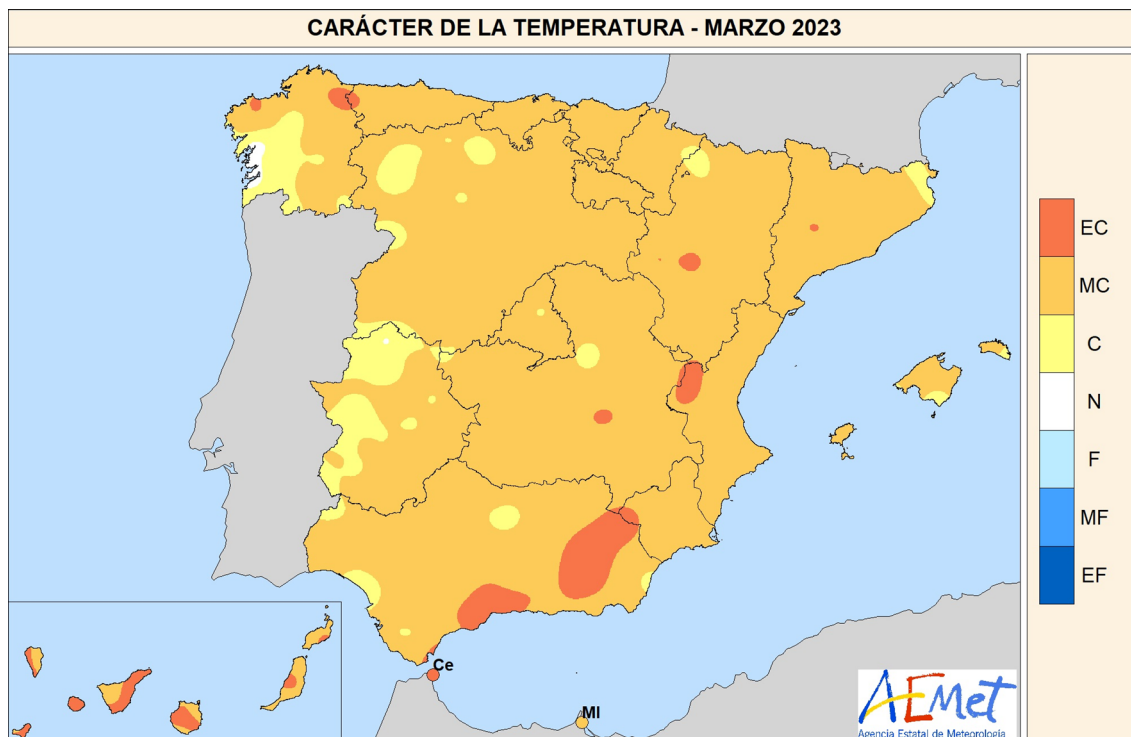 CARÁCTER DE LA TEMPERATURA - MARZO 2023
EC
MC
C
N
F
MF
EF
Ce
Ml
AEMet
Agencia Estatal de Meteorología